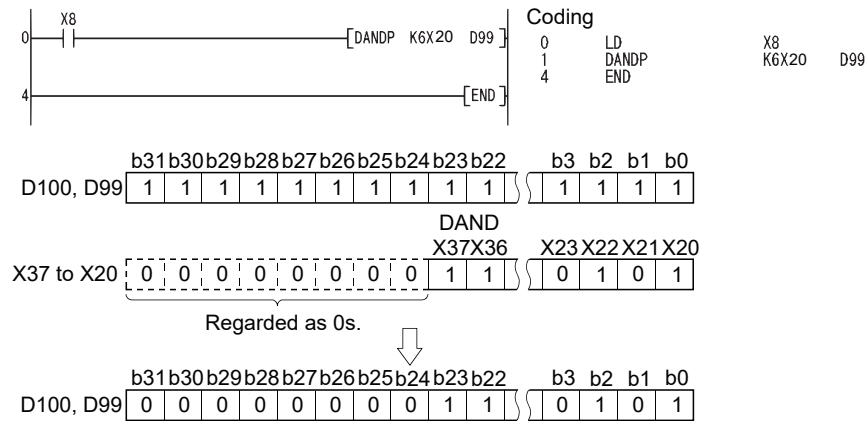 X8
0 [DANDP K6X20 D99]
4 [END]
Coding
0 LD X8
1 DANDP K6X20 D99
4 END
b31 b30 b29 b28 b27 b26 b25 b24 b23 b22 b3 b2 b1 b0
D100, D99 1 1 1 1 1 1 1 1 1 1 1 1 1 1
DAND
X37 X36 X23 X22 X21 X20
X37 to X20 0 0 0 0 0 0 0 0 1 1 0 1 0 1
Regarded as 0s.
b31 b30 b29 b28 b27 b26 b25 b24 b23 b22 b3 b2 b1 b0
D100, D99 0 0 0 0 0 0 0 0 1 1 0 1 0 1